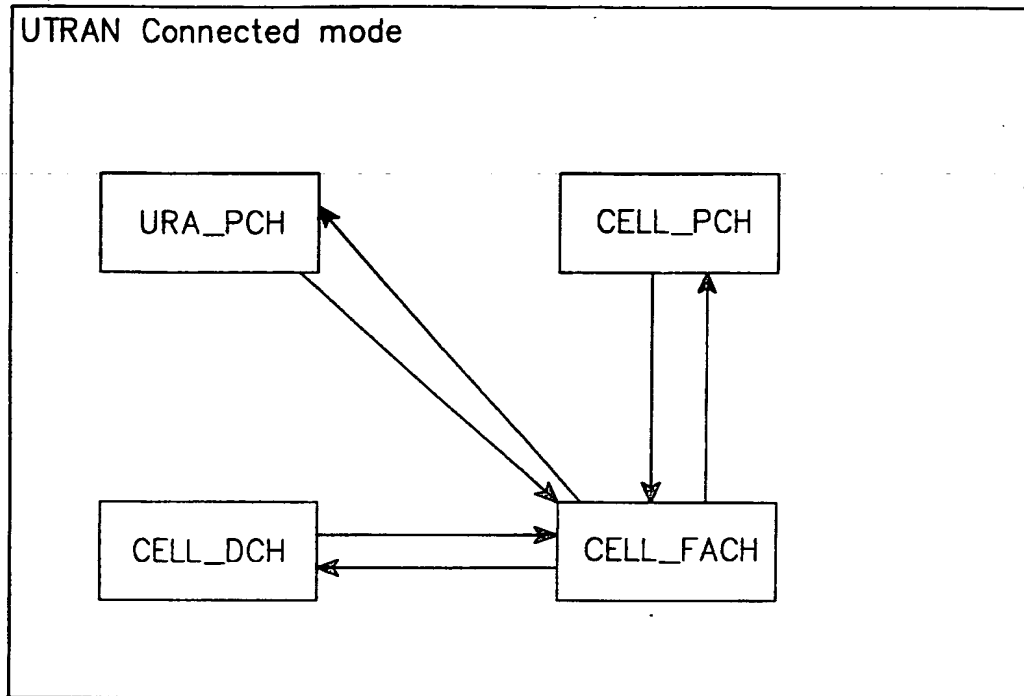 UTRAN Connected mode
URA_PCH
CELL_PCH
CELL_DCH
CELL_FACH